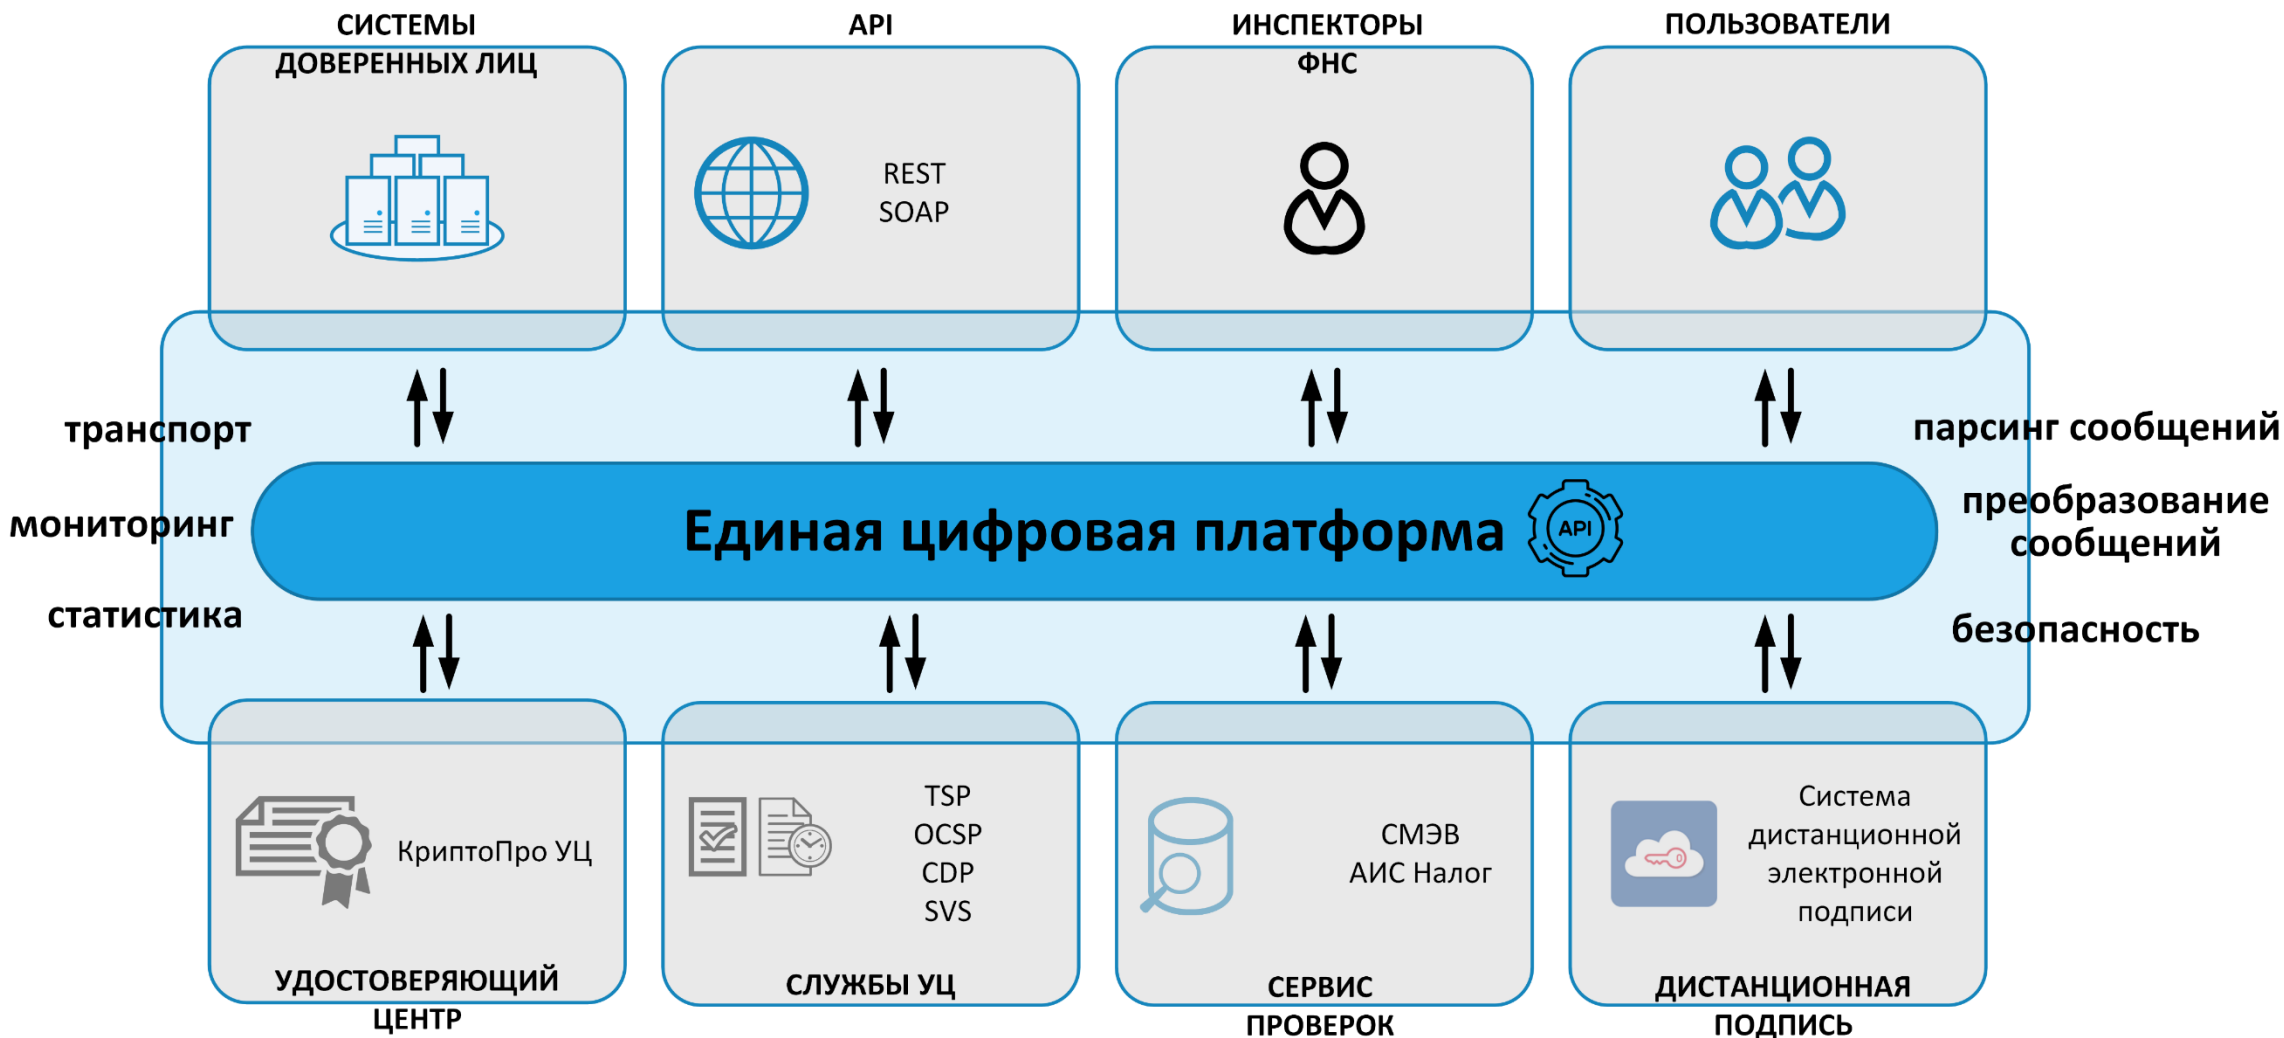 СИСТЕМЫ
ДОВЕРЕННЫХ ЛИЦ
API
REST
SOAP
ИНСПЕКТОРЫ
ФНС
ПОЛЬЗОВАТЕЛИ
транспорт
мониторинг
статистика
Единая цифровая платформа
API
парсинг сообщений
преобразование
сообщений
безопасность
КриптоПро УЦ
УДОСТОВЕРЯЮЩИЙ
ЦЕНТР
TSP
OCSP
CDP
SVS
СЛУЖБЫ УЦ
СМЭВ
АИС Налог
СЕРВИС
ПРОВЕРОК
Система
дистанционной
электронной
подписи
ДИСТАНЦИОННАЯ
ПОДПИСЬ